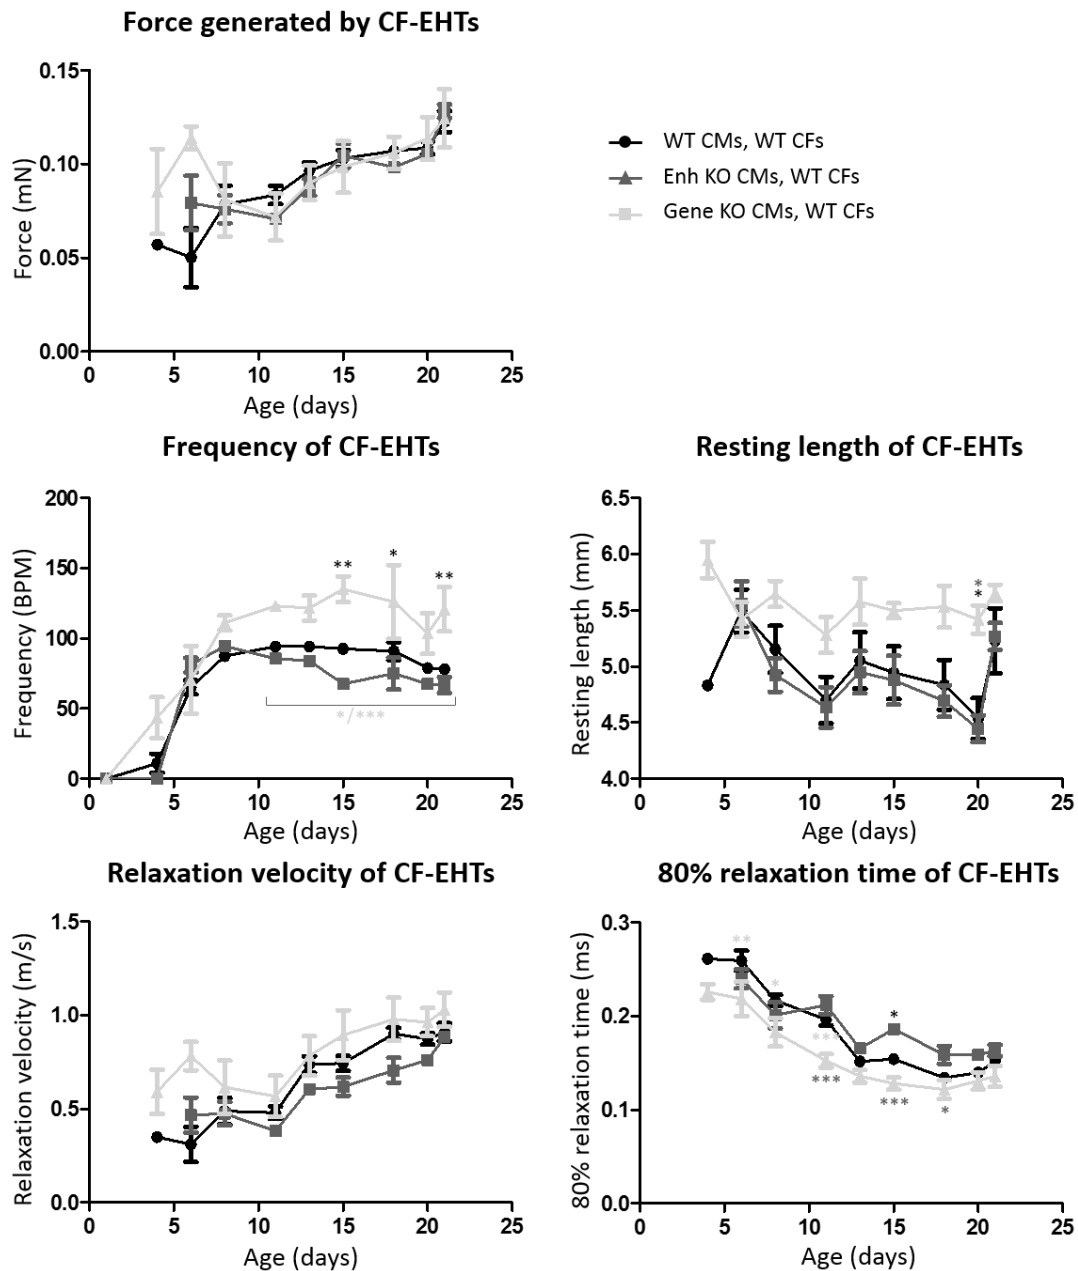 Force generated by CF-EHTs
0.15
0.10
0.05
0.00
Force (mN)
0 5 10 15 20 25
Age (days)
WT CMs, WT CFs
Enh KO CMs, WT CFs
Gene KO CMs, WT CFs
Frequency of CF-EHTs
200
150
100
50
0
Frequency (BPM)
** * **
*/***
0 5 10 15 20 25
Age (days)
Resting length of CF-EHTs
6.5
6.0
5.5
5.0
4.5
4.0
Resting length (mm)
*
*
0 5 10 15 20 25
Age (days)
Relaxation velocity of CF-EHTs
1.5
1.0
0.5
0.0
Relaxation velocity (m/s)
0 5 10 15 20 25
Age (days)
80% relaxation time of CF-EHTs
0.3
0.2
0.1
0.0
80% relaxation time (ms)
**
*
*
***
***
***
*
0 5 10 15 20 25
Age (days)